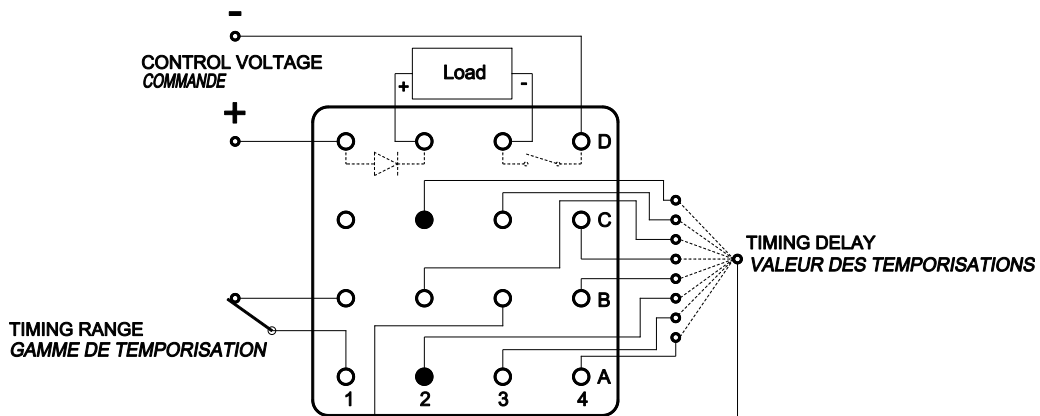 -
CONTROL VOLTAGE
COMMANDE
+
Load
+ -
D
C
TIMING DELAY
VALEUR DES TEMPORISATIONS
B
TIMING RANGE
GAMME DE TEMPORISATION
A
1 2 3 4